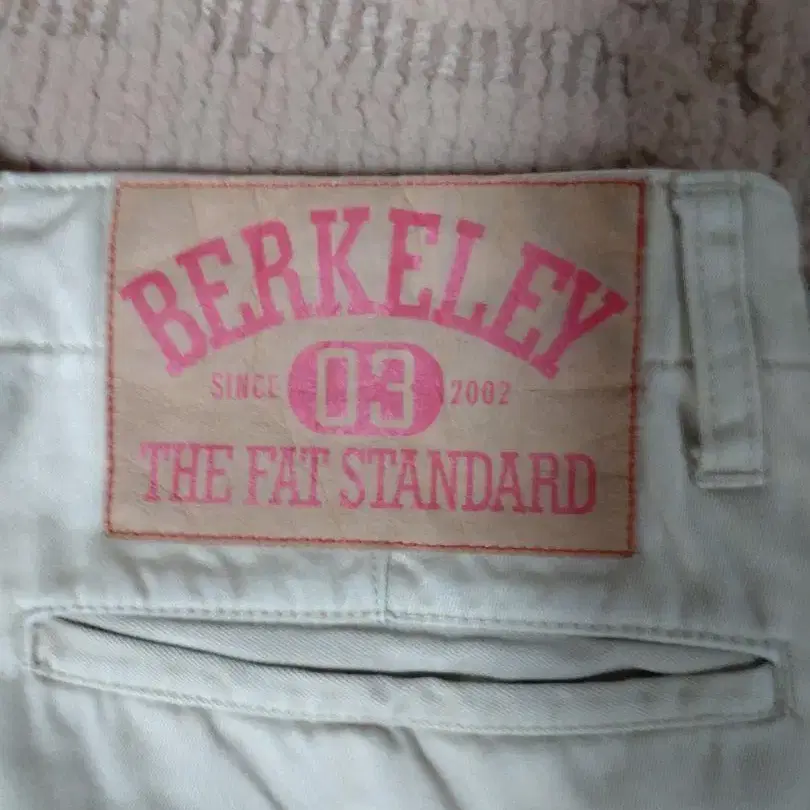 BERKELEY
SINCE 03 2002
THE FAT STANDARD